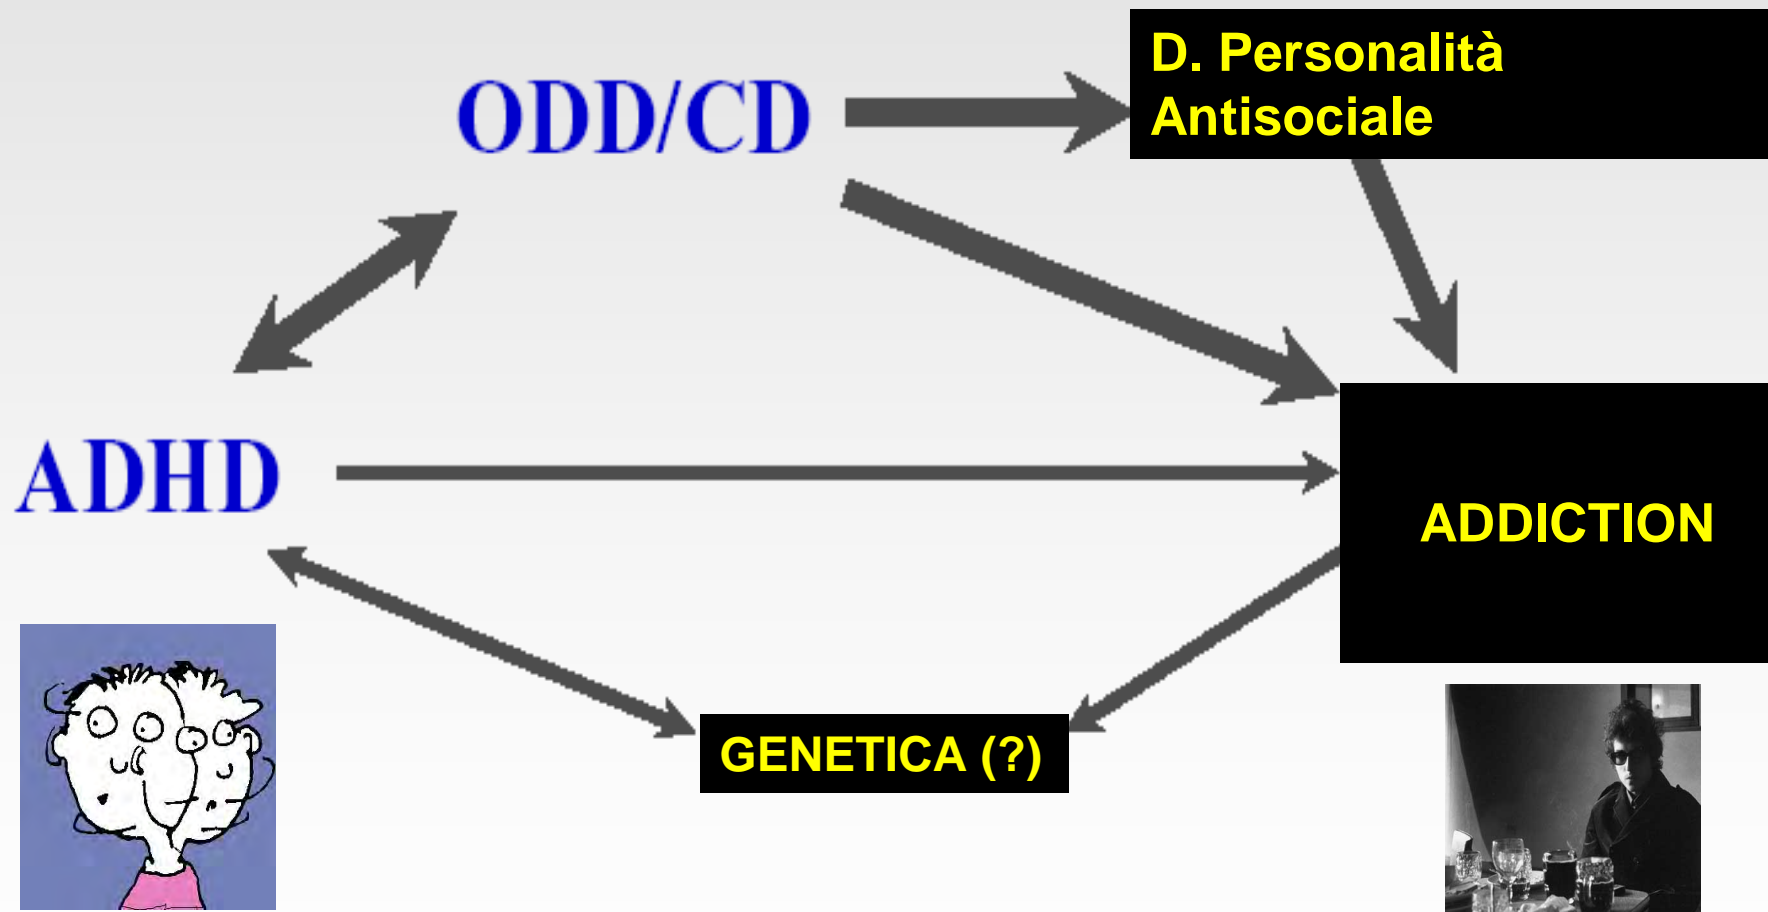 D. Personalità
Antisociale
ODD/CD
ADHD
ADDICTION
GENETICA (?)